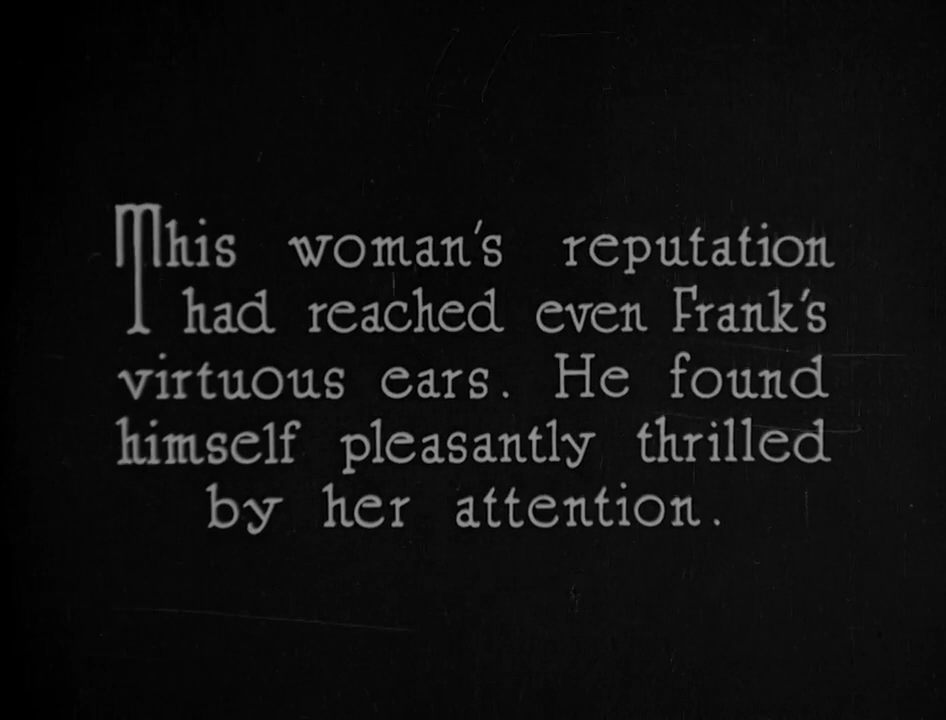 This woman's reputation
had reached even Frank's
virtuous ears. He found
himself pleasantly thrilled
by her attention.